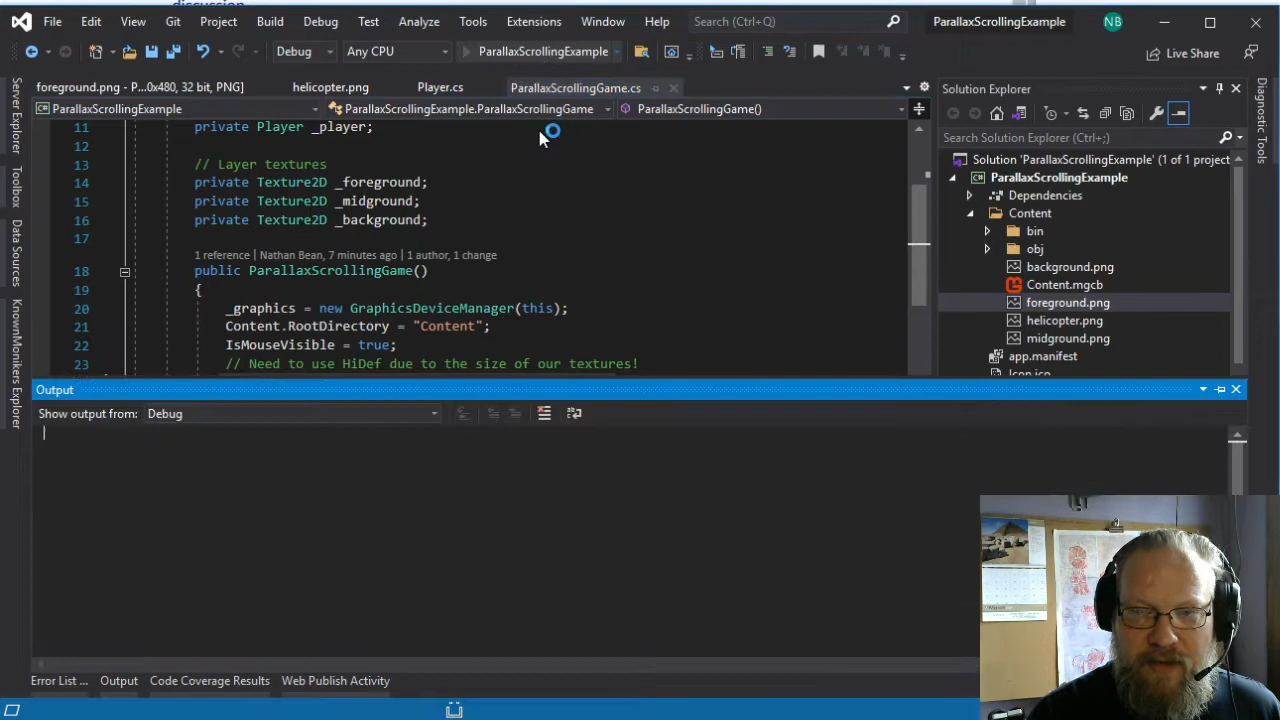 discussion
File Edit View Git Project Build Debug Test Analyze Tools Extensions Window Help Search (Ctrl+Q) ParallaxScrollingExample NB
Debug Any CPU ParallaxScrollingExample Live Share
foreground.png - P...0x480, 32 bit, PNG] helicopter.png Player.cs ParallaxScrollingGame.cs
ParallaxScrollingExample ParallaxScrollingExample.ParallaxScrollingGame ParallaxScrollingGame()
11 private Player _player;
12
13 // Layer textures
14 private Texture2D _foreground;
15 private Texture2D _midground;
16 private Texture2D _background;
17
1 reference | Nathan Bean, 7 minutes ago | 1 author, 1 change
18 public ParallaxScrollingGame()
19 {
20 _graphics = new GraphicsDeviceManager(this);
21 Content.RootDirectory = "Content";
22 IsMouseVisible = true;
23 // Need to use HiDef due to the size of our textures!
Server Explorer
Toolbox
Data Sources
KnownMonikers Explorer
Solution Explorer
Search Solution Explorer (Ctrl+;)
Solution 'ParallaxScrollingExample' (1 of 1 project
ParallaxScrollingExample
Dependencies
Content
bin
obj
background.png
Content.mgcb
foreground.png
helicopter.png
midground.png
app.manifest
Icon.ico
Diagnostic Tools
Output
Show output from: Debug
Error List ... Output Code Coverage Results Web Publish Activity